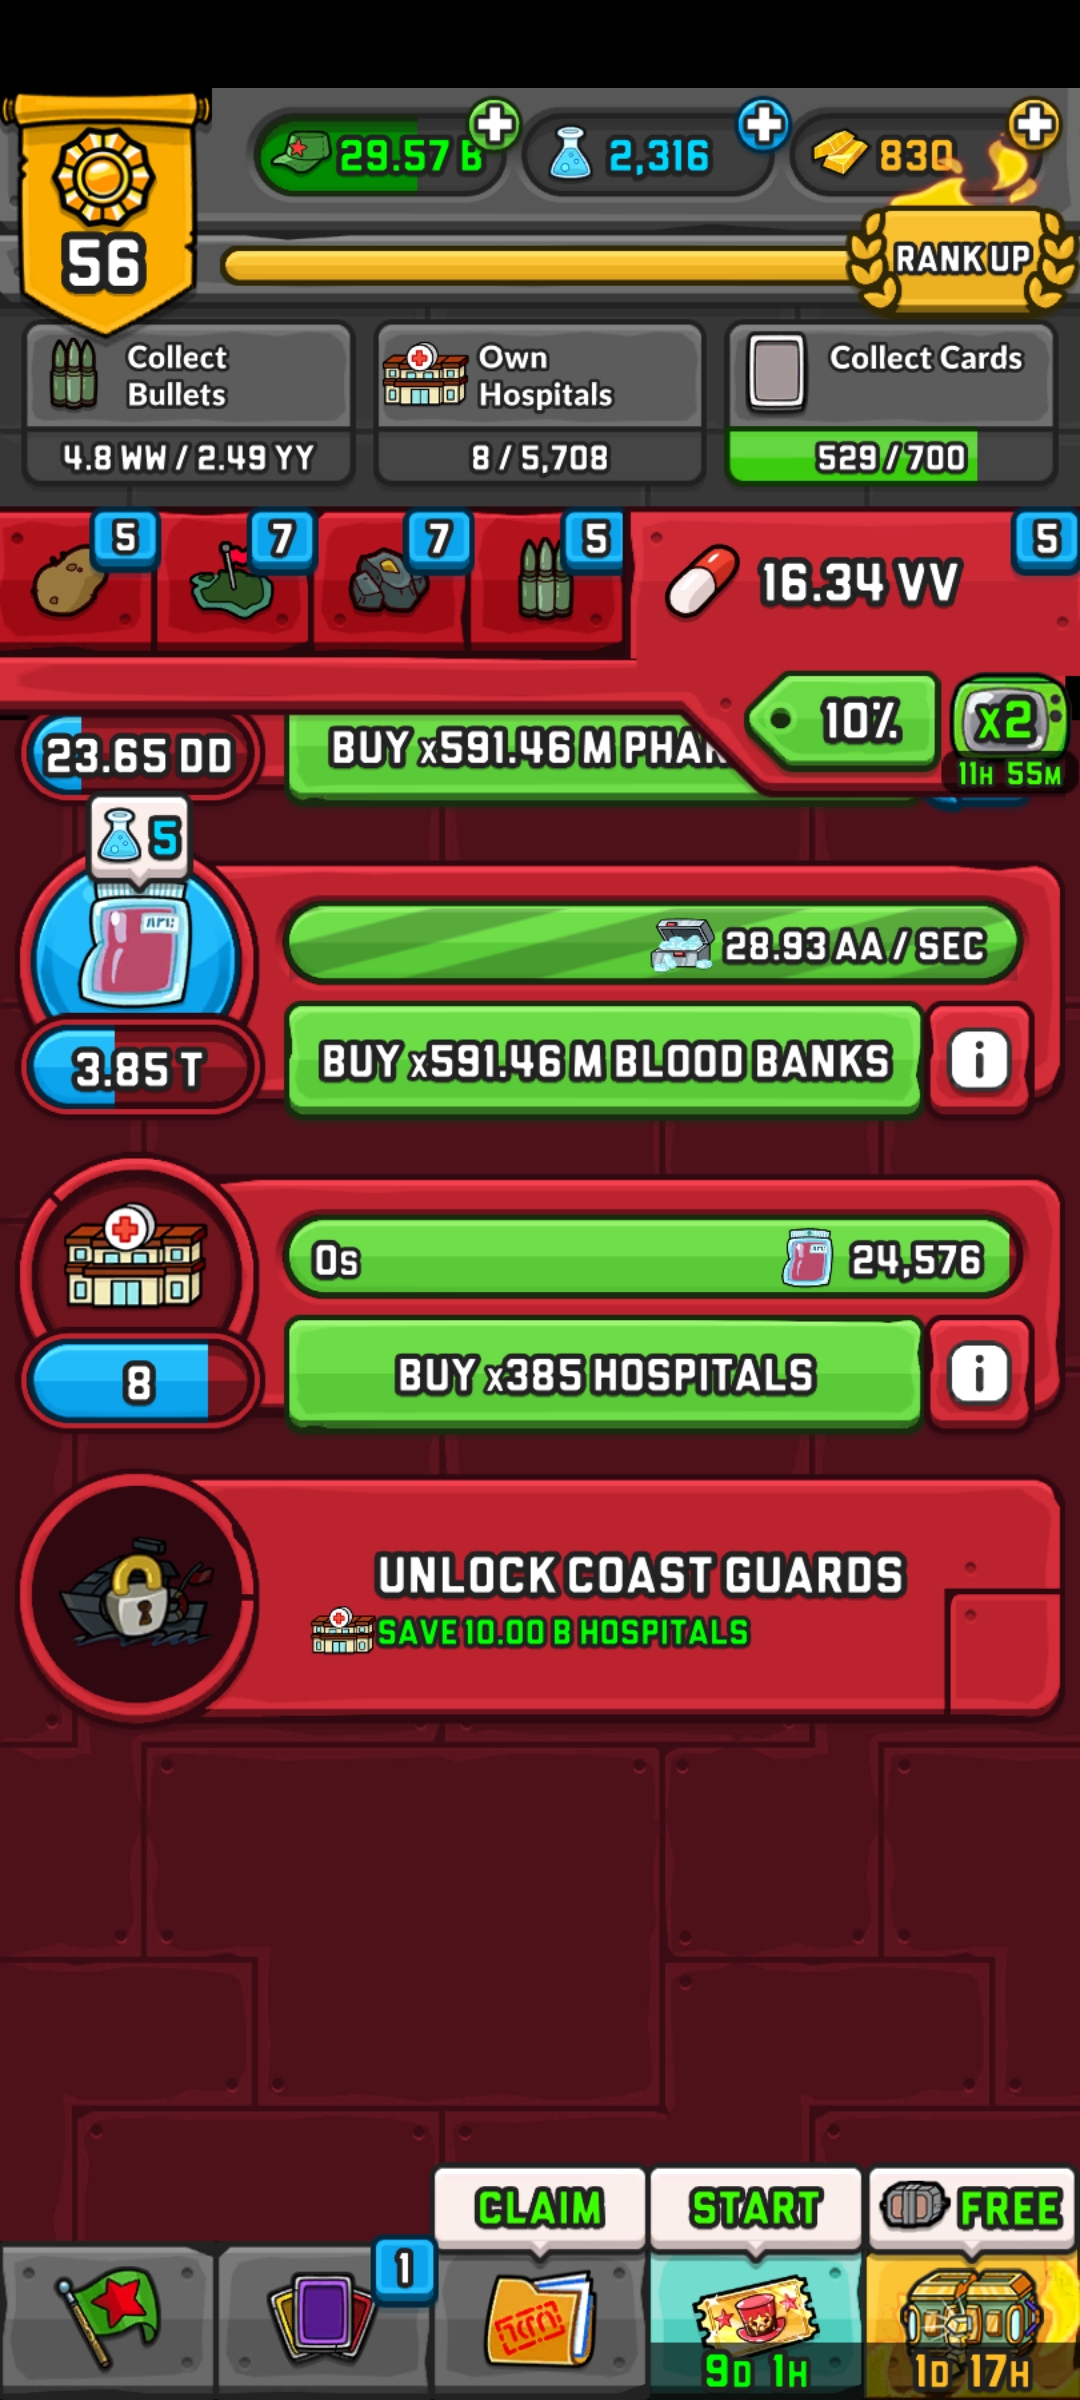 29.57 B
2,316
830
56
RANK UP
Collect
Bullets
4.8 WW / 2.49 YY
Own
Hospitals
8 / 5,708
Collect Cards
529 / 700
5
7
7
5
16.34 VV
5
10%
x2
11H 55M
23.65 DD
BUY x591.46 M
5
28.93 AA / SEC
3.85 T
BUY x591.46 M BLOOD BANKS
i
0s
24,576
8
BUY x385 HOSPITALS
i
UNLOCK COAST GUARDS
SAVE 10.00 B HOSPITALS
CLAIM
START
FREE
1
9D 1H
1D 17H